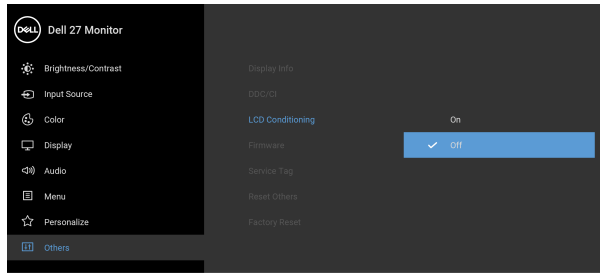 DELL
Dell 27 Monitor
Brightness/Contrast
Input Source
Color
Display
Audio
Menu
Personalize
Others
Display Info
DDC/CI
LCD Conditioning
Firmware
Service Tag
Reset Others
Factory Reset
On
Off